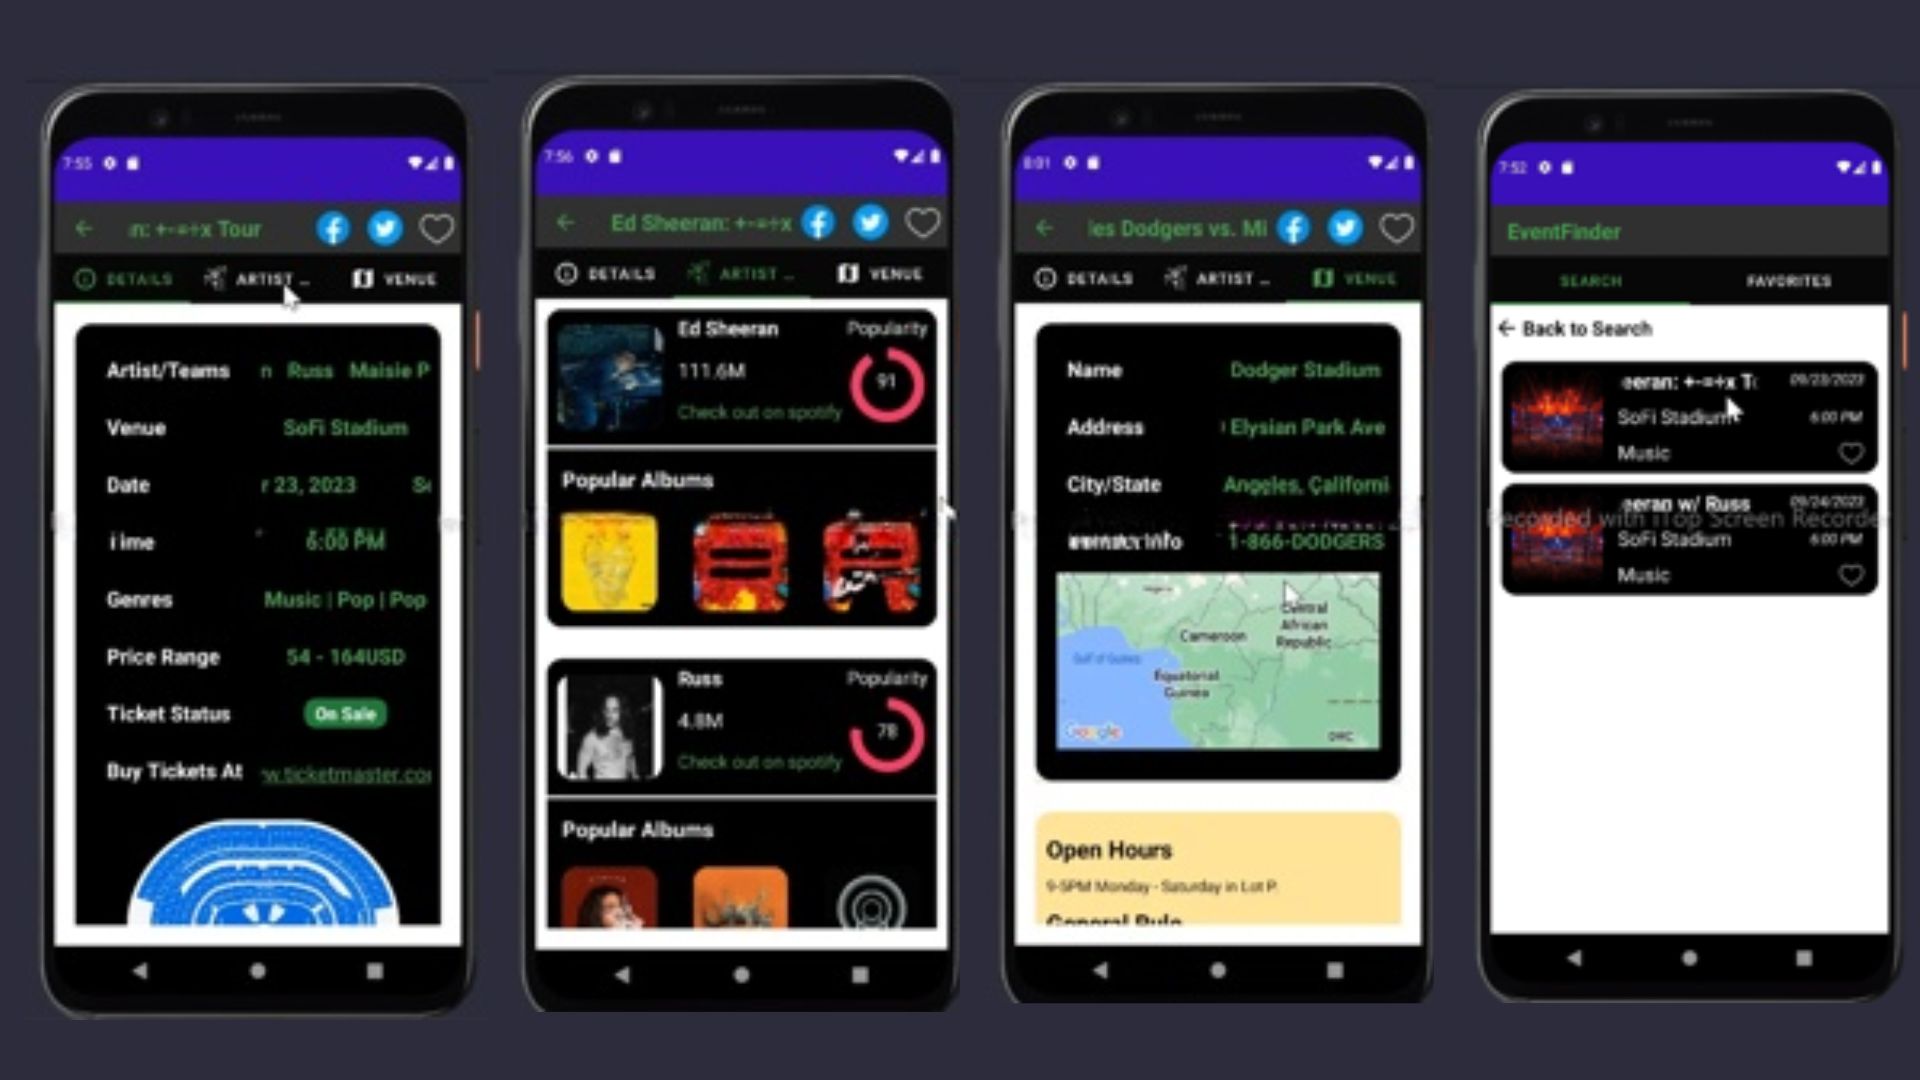 7:55
n: +-=÷x Tour
DETAILS
ARTIST ...
VENUE
Artist/Teams
n Russ Maisie P
Venue
SoFi Stadium
Date
r 23, 2023 Se
Time
6:00 PM
Genres
Music | Pop | Pop
Price Range
54 - 164USD
Ticket Status
On Sale
Buy Tickets At
w.ticketmaster.co
7:56
Ed Sheeran: +-=÷x
DETAILS
ARTIST ...
VENUE
Ed Sheeran
Popularity
111.6M
91
Check out on spotify
Popular Albums
Russ
Popularity
4.8M
78
Check out on spotify
Popular Albums
8:01
les Dodgers vs. Mi
DETAILS
ARTIST ...
VENUE
Name
Dodger Stadium
Address
Elysian Park Ave
City/State
Angeles, Californi
Info
1-866-DODGERS
Nigeria
Central
African
Republic
Cameroon
Gulf of Guinea
Equatorial
Guinea
Google
DRC
Open Hours
9-5PM Monday - Saturday in Lot P.
General Rule
7:52
EventFinder
SEARCH
FAVORITES
Back to Search
eeran: +-=÷x T
09/23/2023
SoFi Stadium
6:00 PM
Music
eeran w/ Russ
09/24/2023
Recorded with iTop Screen Recorder
SoFi Stadium
6:00 PM
Music